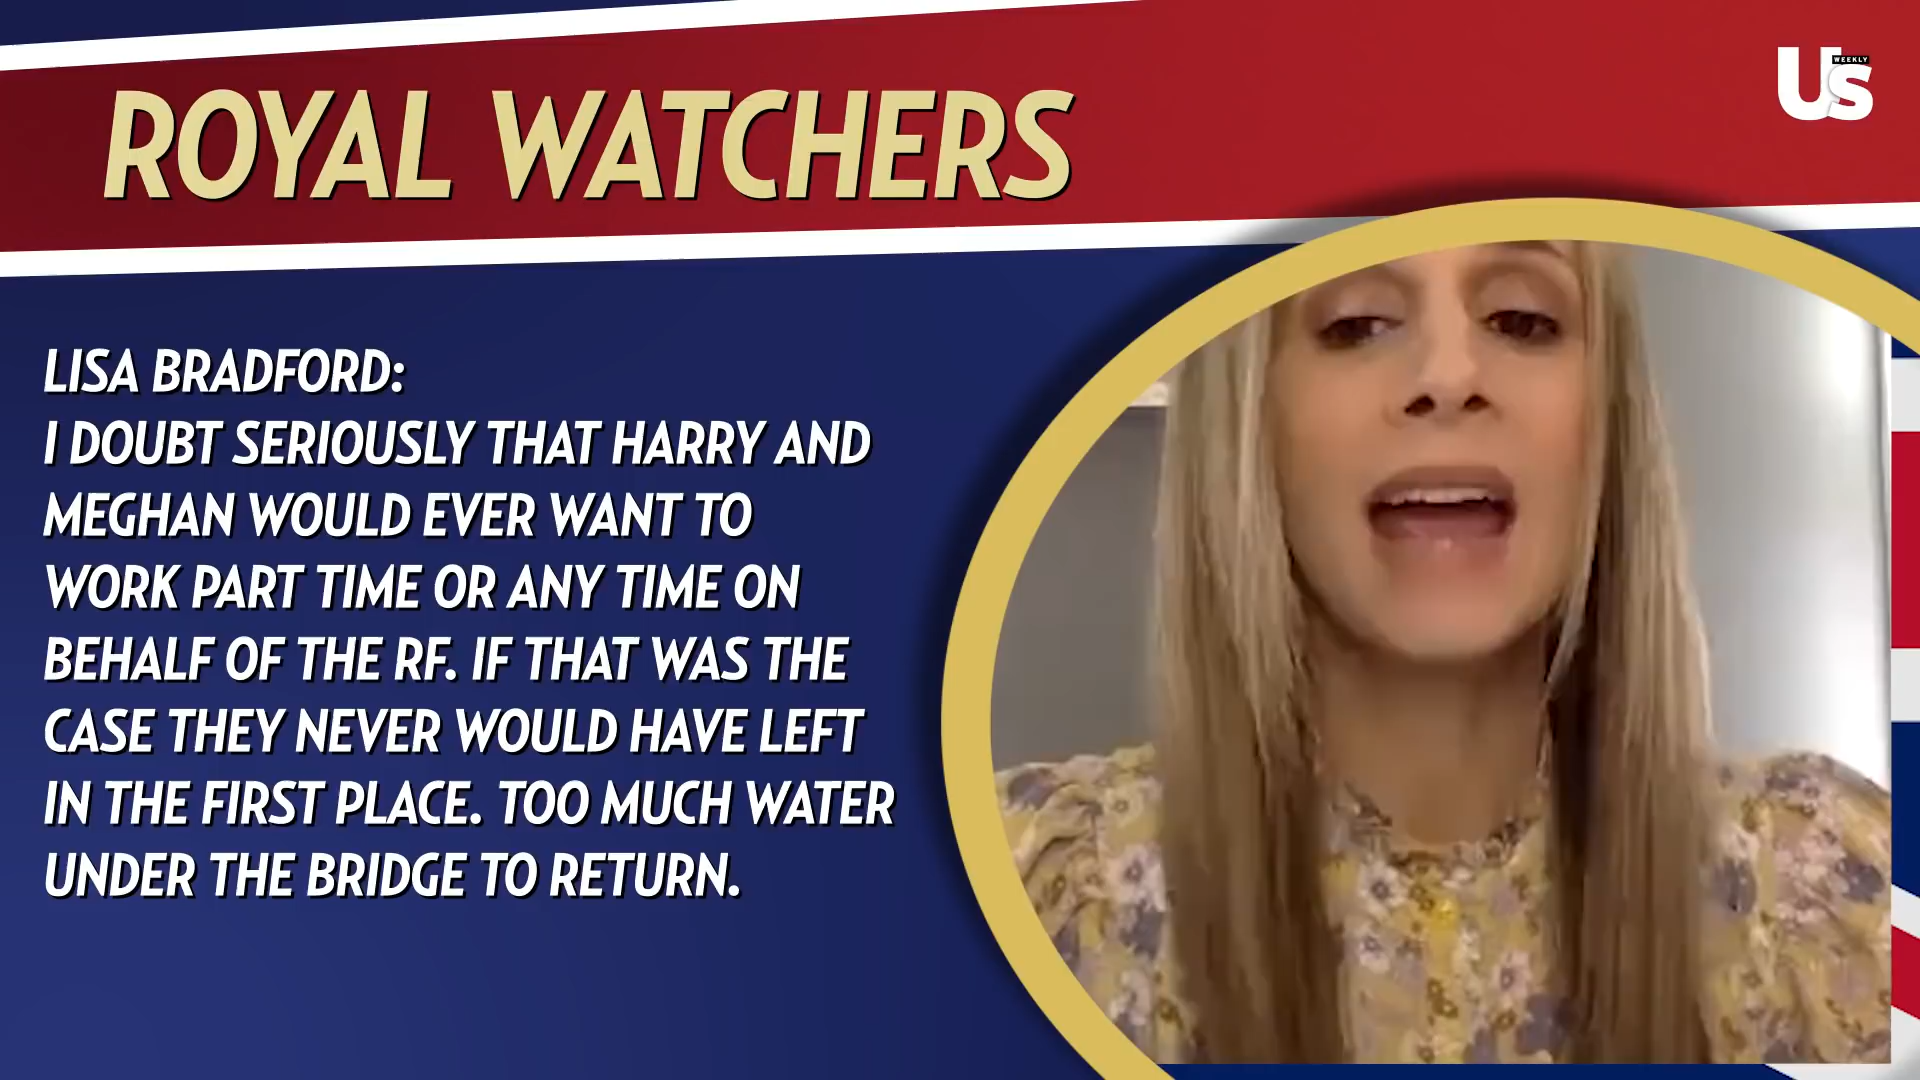 ROYAL WATCHERS
Us
WEEKLY
LISA BRADFORD:
I DOUBT SERIOUSLY THAT HARRY AND
MEGHAN WOULD EVER WANT TO
WORK PART TIME OR ANY TIME ON
BEHALF OF THE RF. IF THAT WAS THE
CASE THEY NEVER WOULD HAVE LEFT
IN THE FIRST PLACE. TOO MUCH WATER
UNDER THE BRIDGE TO RETURN.